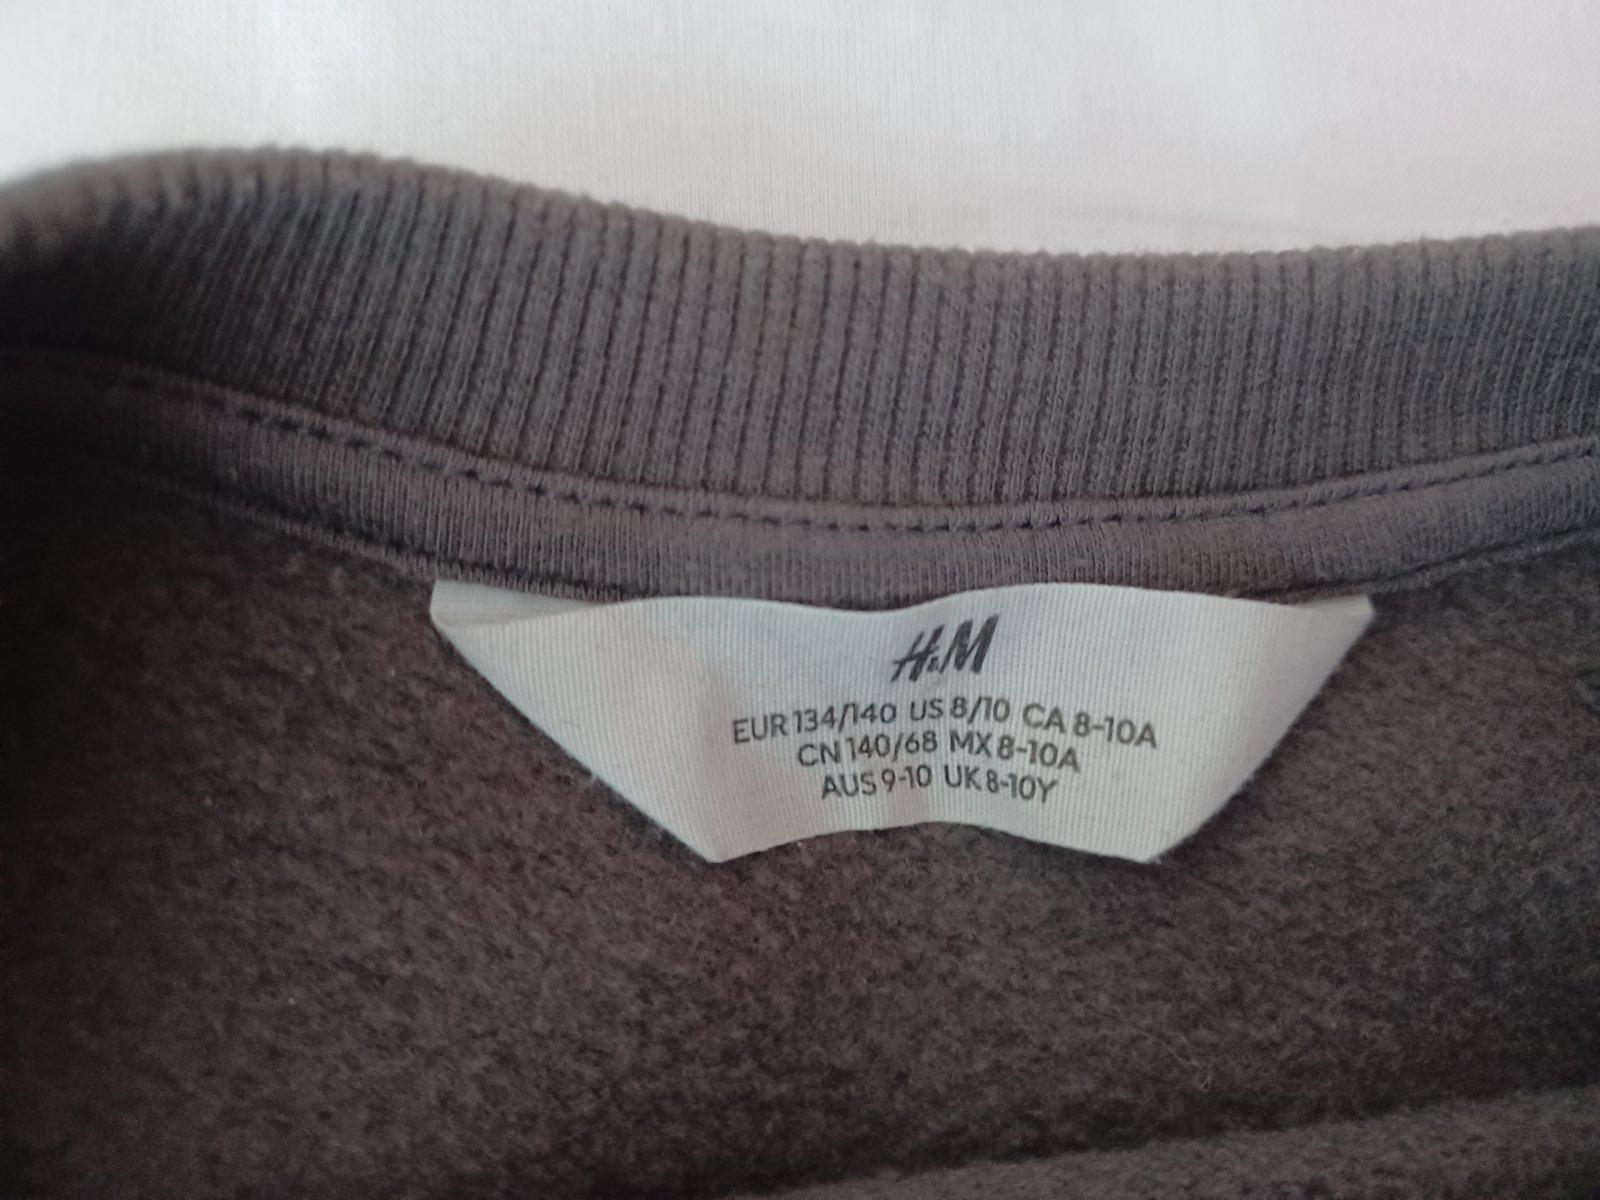 H&M
EUR 134/140 US 8/10 CA 8-10A
CN 140/68 MX 8-10A
AUS 9-10 UK 8-10Y